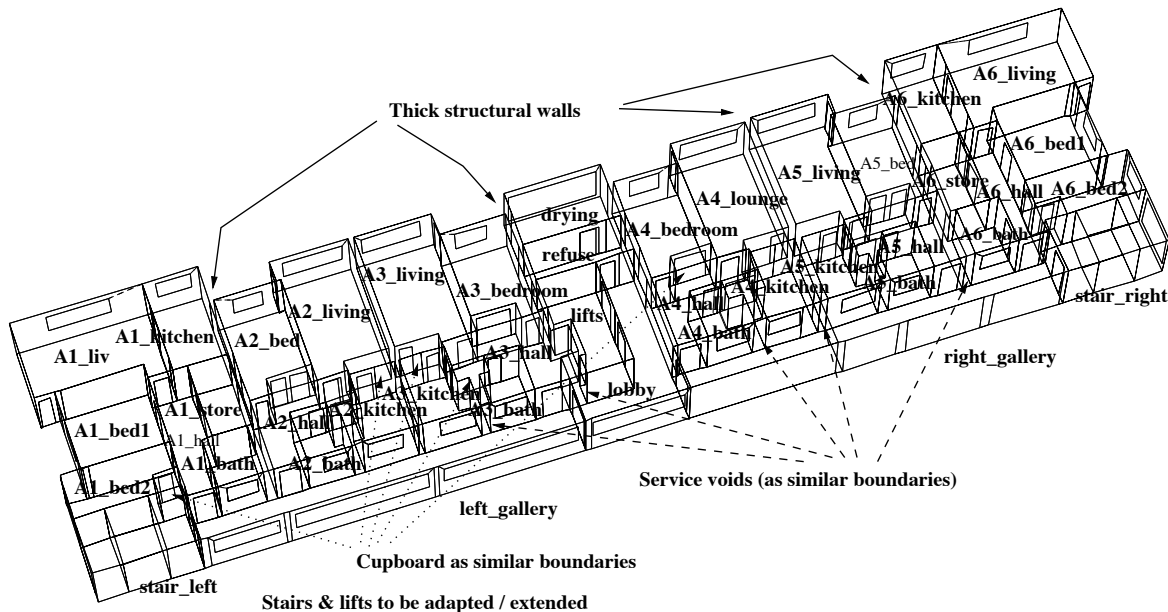 A6_living
A6_kitchen
Thick structural walls
A6_bed1
A5_bed
A5_living
A6_store
A6_hall
A6_bed2
A4_lounge
drying
A4_bedroom
A6_bath
refuse
A5_hall
A3_living
A5_kitchen
A5_bath
A4_kitchen
A3_bedroom
A4_hall
stair_right
A2_living
lifts
A4_bath
A1_kitchen
A2_bed
A1_liv
A3_hall
right_gallery
lobby
A3_kitchen
A1_store
A2_kitchen
A3_bath
A2_hall
A1_bed1
A1_hall
A1_bath
A2_bath
A1_bed2
Service voids (as similar boundaries)
left_gallery
Cupboard as similar boundaries
stair_left
Stairs & lifts to be adapted / extended